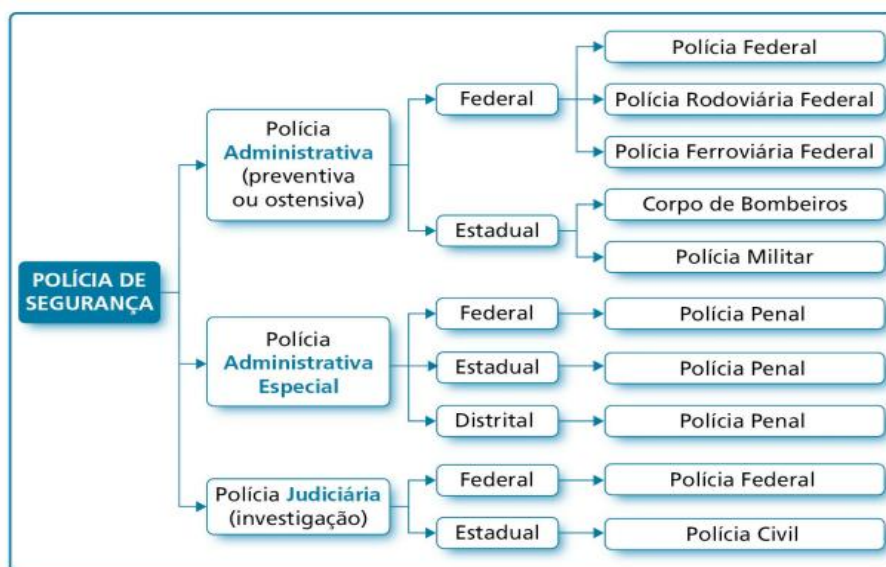 POLÍCIA DE
SEGURANÇA
Polícia
Administrativa
(preventiva
ou ostensiva)
Federal
Polícia Federal
Polícia Rodoviária Federal
Polícia Ferroviária Federal
Estadual
Corpo de Bombeiros
Polícia Militar
Polícia
Administrativa
Especial
Federal
Polícia Penal
Estadual
Polícia Penal
Distrital
Polícia Penal
Polícia Judiciária
(investigação)
Federal
Polícia Federal
Estadual
Polícia Civil